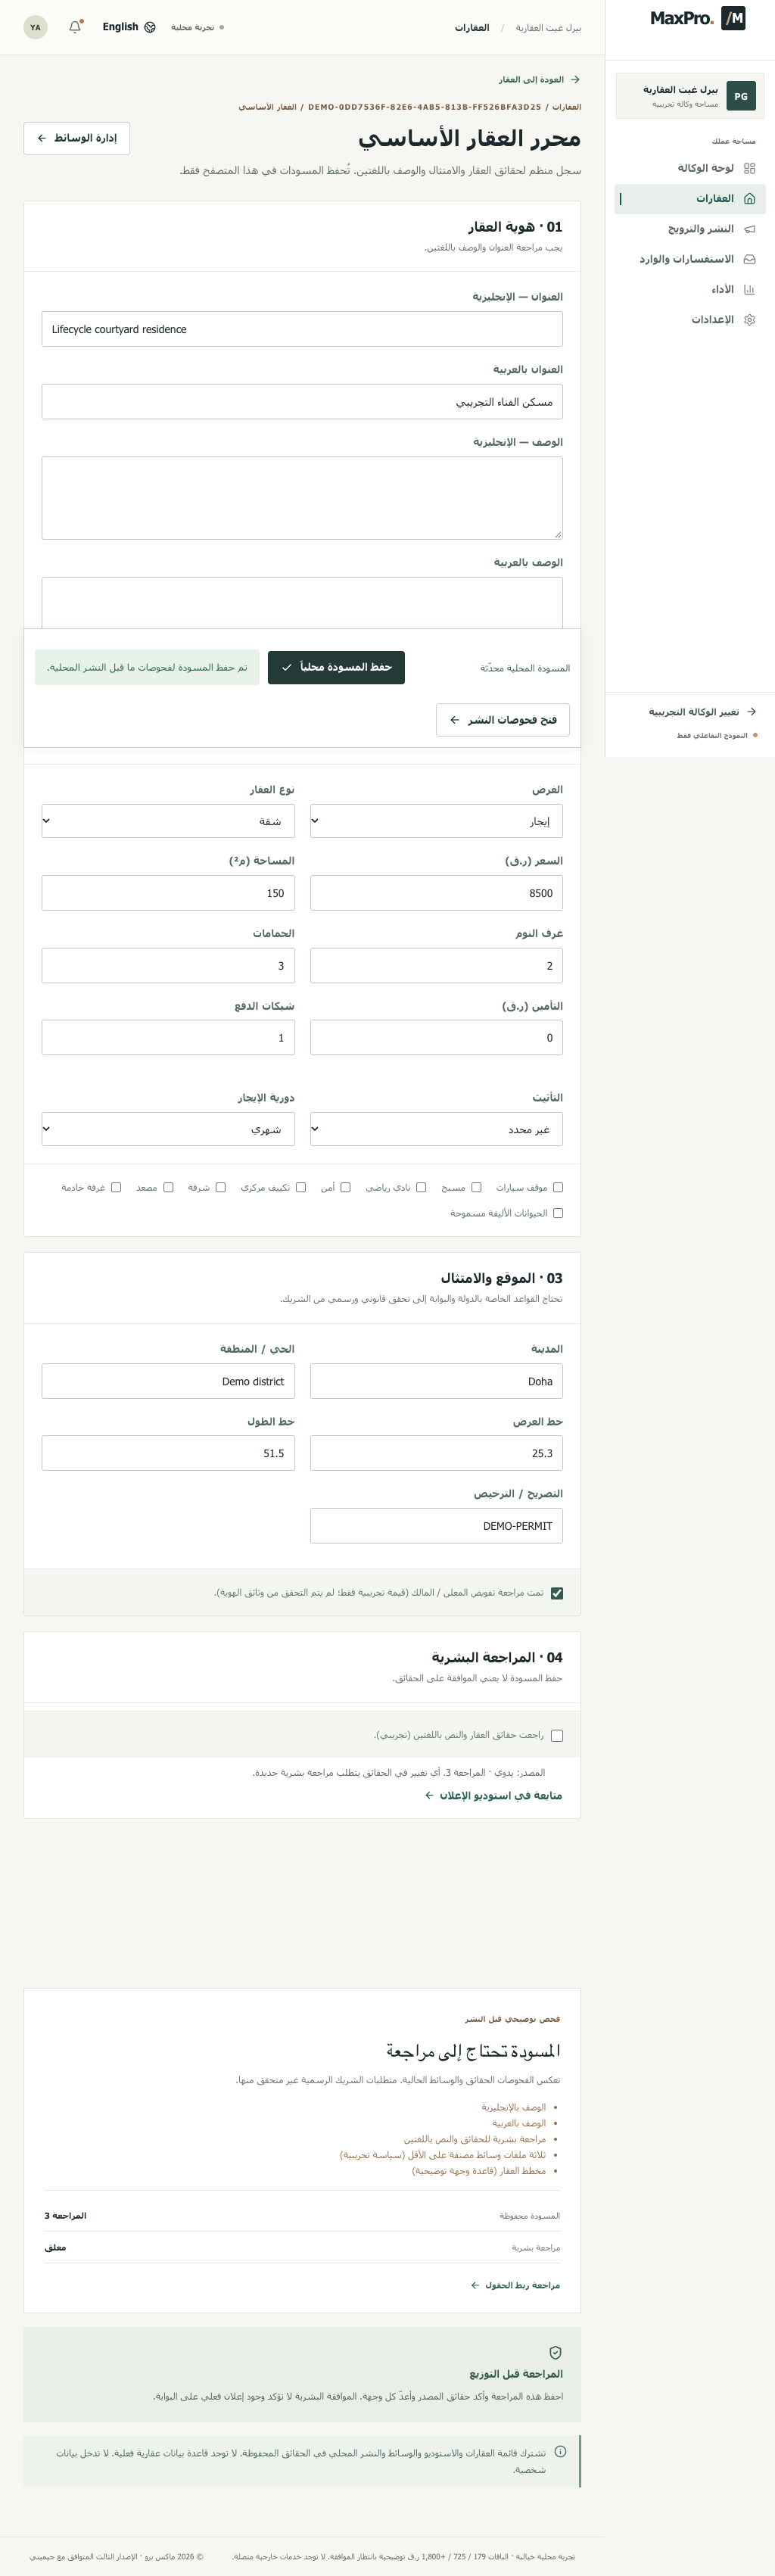 MaxPro.
/M
PG
بيرل غيت العقارية
مساحة وكالة تجريبية
مساحة عملك
لوحة الوكالة
العقارات
النشر والترويج
الاستفسارات والوارد
الأداء
الإعدادات
تغيير الوكالة التجريبية
النموذج التفاعلي فقط
بيرل غيت العقارية / العقارات
تجربة محلية
English
YA
العودة إلى العقار
العقارات / DEMO-0DD7536F-82E6-4AB5-813B-FF526BFA3D25 / العقار الأساسي
محرر العقار الأساسي
إدارة الوسائط
سجل منظم لحقائق العقار والامتثال والوصف باللغتين. تُحفظ المسودات في هذا المتصفح فقط.
01 · هوية العقار
يجب مراجعة العنوان والوصف باللغتين.
العنوان — الإنجليزية
Lifecycle courtyard residence
العنوان بالعربية
مسكن الفناء التجريبي
الوصف — الإنجليزية
الوصف بالعربية
المسودة المحلية محدّثة
حفظ المسودة محلياً
تم حفظ المسودة لفحوصات ما قبل النشر المحلية.
فتح فحوصات النشر
الغرض
نوع العقار
إيجار
شقة
السعر (ر.ق)
المساحة (م²)
8500
150
غرف النوم
الحمامات
2
3
التأمين (ر.ق)
شيكات الدفع
0
1
التأثيث
دورية الإيجار
غير محدد
شهري
موقف سيارات
مسبح
نادي رياضي
أمن
تكييف مركزي
شرفة
مصعد
غرفة خادمة
الحيوانات الأليفة مسموحة
03 · الموقع والامتثال
تحتاج القواعد الخاصة بالدولة والبوابة إلى تحقق قانوني ورسمي من الشريك.
المدينة
الحي / المنطقة
Doha
Demo district
خط العرض
خط الطول
25.3
51.5
التصريح / الترخيص
DEMO-PERMIT
تمت مراجعة تفويض المعلن / المالك (قيمة تجريبية فقط؛ لم يتم التحقق من وثائق الهوية).
04 · المراجعة البشرية
حفظ المسودة لا يعني الموافقة على الحقائق.
راجعت حقائق العقار والنص باللغتين (تجريبي).
المصدر: يدوي · المراجعة 3. أي تغيير في الحقائق يتطلب مراجعة بشرية جديدة.
متابعة في استوديو الإعلان
فحص توضيحي قبل النشر
المسودة تحتاج إلى مراجعة
تعكس الفحوصات الحقائق والوسائط الحالية. متطلبات الشريك الرسمية غير متحقق منها.
الوصف بالإنجليزية
الوصف بالعربية
مراجعة بشرية للحقائق والنص باللغتين
ثلاثة ملفات وسائط مصنفة على الأقل (سياسة تجريبية)
مخطط العقار (قاعدة وجهة توضيحية)
المسودة محفوظة
المراجعة 3
مراجعة بشرية
معلق
مراجعة ربط الحقول
المراجعة قبل التوزيع
احفظ هذه المراجعة وأكد حقائق المصدر وأعدّ كل وجهة. الموافقة البشرية لا تؤكد وجود إعلان فعلي على البوابة.
تشترك قائمة العقارات والاستوديو والوسائط والنشر المحلي في الحقائق المحفوظة. لا توجد قاعدة بيانات عقارية فعلية. لا تدخل بيانات
شخصية.
تجربة محلية خيالية · الباقات 179 / 725 / +1,800 ر.ق توضيحية بانتظار الموافقة. لا توجد خدمات خارجية متصلة.
© 2026 ماكس برو · الإصدار الثالث المتوافق مع جيميني